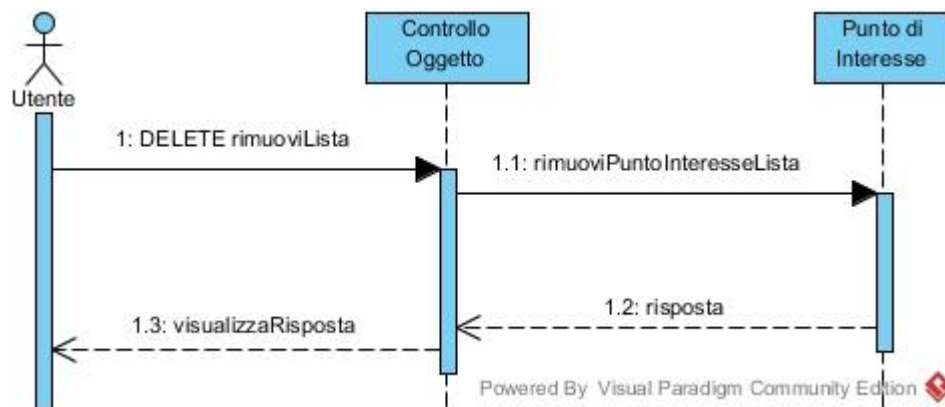 Controllo
Oggetto
Punto di
Interesse
Utente
1: DELETE rimuoviLista
1.1: rimuoviPuntoInteresseLista
1.2: risposta
1.3: visualizzaRisposta
Powered By Visual Paradigm Community Edition